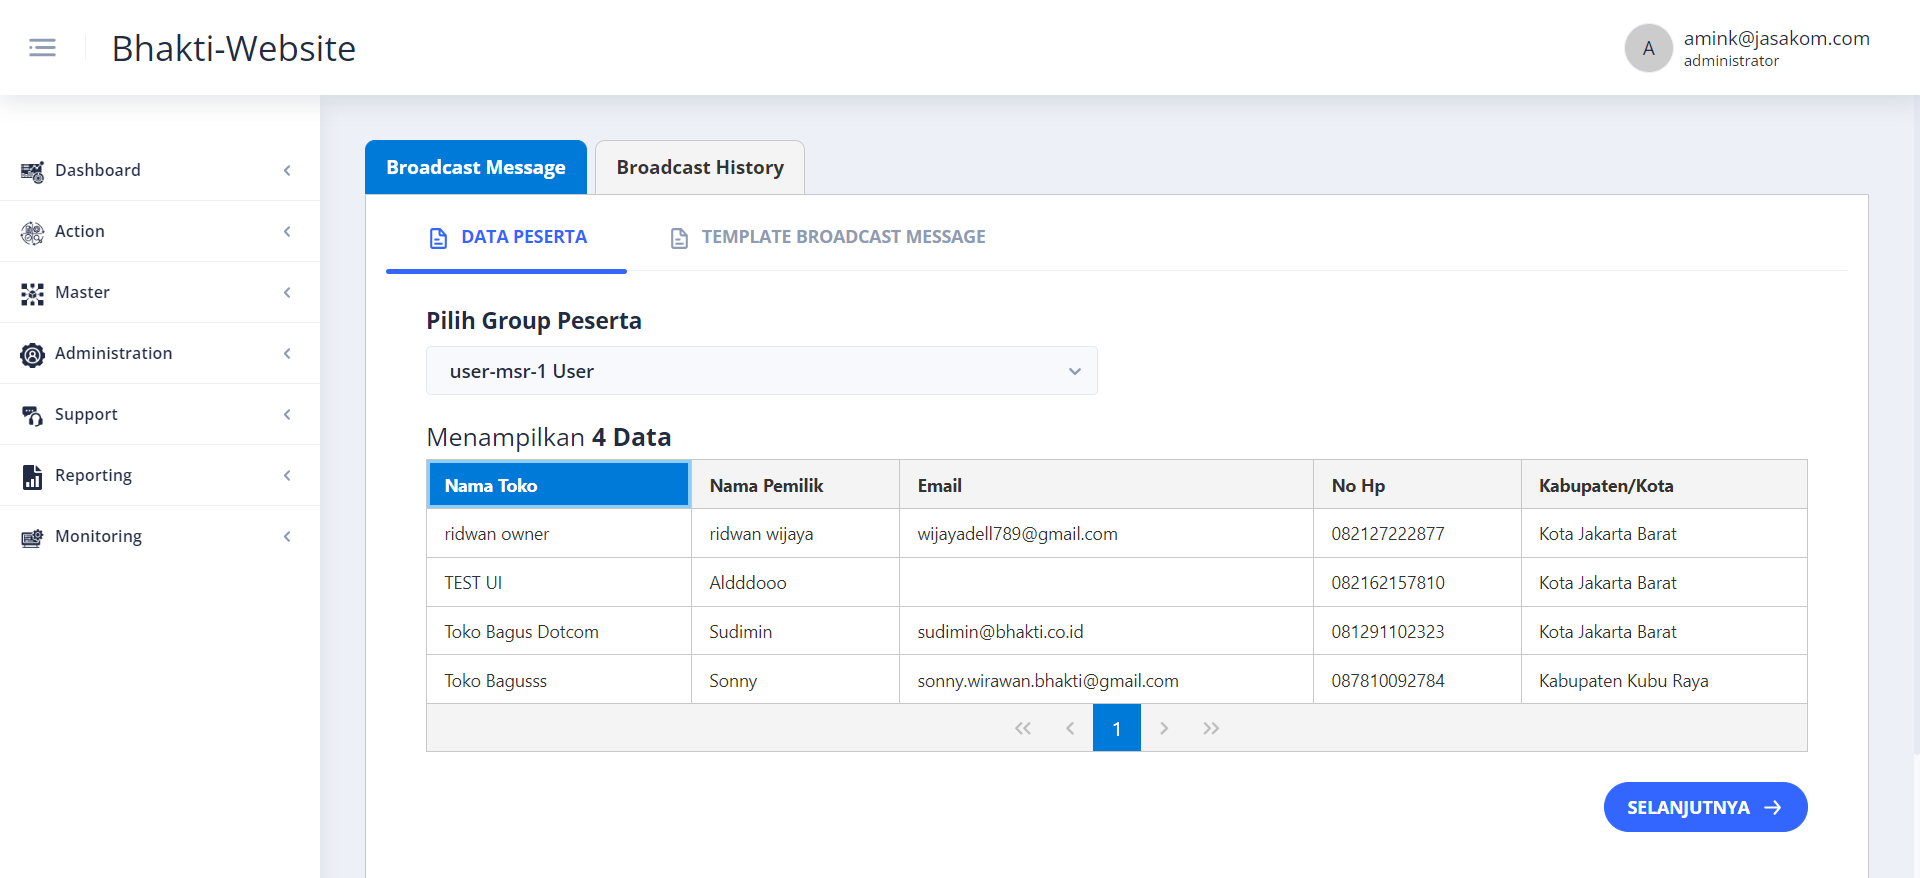 Bhakti-Website
A
amink@jasakom.com
administrator
Dashboard
Action
Master
Administration
Support
Reporting
Monitoring
Broadcast Message
Broadcast History
DATA PESERTA
TEMPLATE BROADCAST MESSAGE
Pilih Group Peserta
user-msr-1 User
Menampilkan 4 Data
Nama Toko Nama Pemilik Email No Hp Kabupaten/Kota
ridwan owner ridwan wijaya wijayadell789@gmail.com 082127222877 Kota Jakarta Barat
TEST UI Aldddooo 082162157810 Kota Jakarta Barat
Toko Bagus Dotcom Sudimin sudimin@bhakti.co.id 081291102323 Kota Jakarta Barat
Toko Bagusss Sonny sonny.wirawan.bhakti@gmail.com 087810092784 Kabupaten Kubu Raya
1
SELANJUTNYA